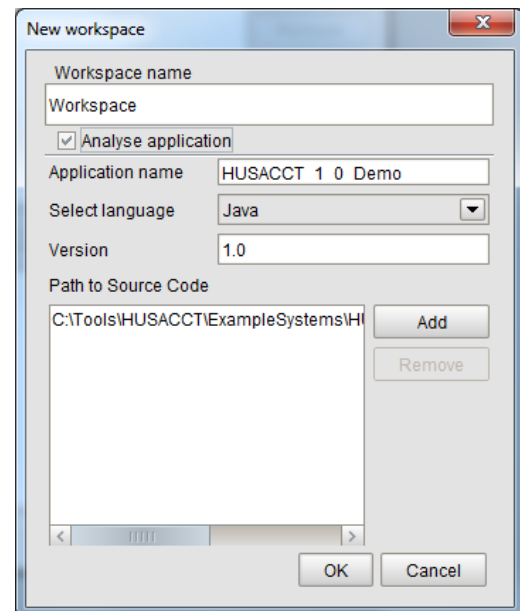 New workspace
Workspace name
Workspace
Analyse application
Application name HUSACCT 1 0 Demo
Select language Java
Version 1.0
Path to Source Code
C:\Tools\HUSACCT\ExampleSystems\HU
Add
Remove
OK Cancel